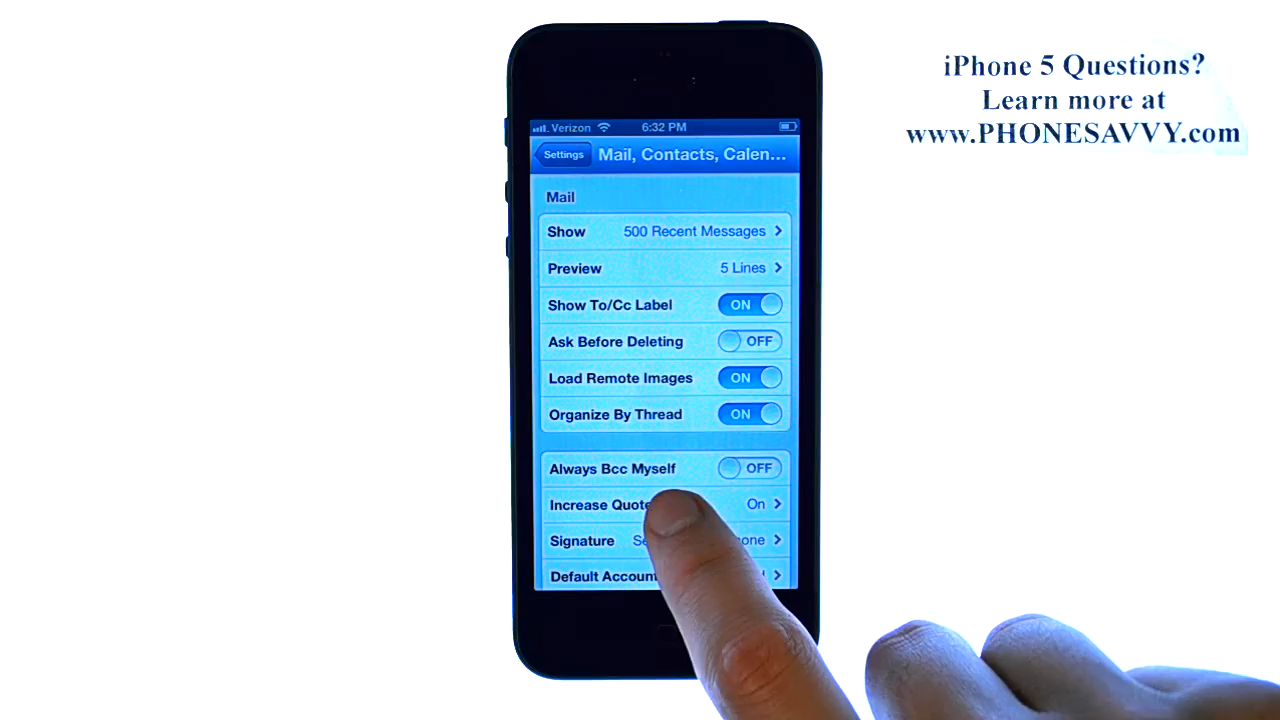 iPhone 5 Questions?
Learn more at
www.PHONESAVVY.com
Verizon 6:32 PM
Settings Mail, Contacts, Calen...
Mail
Show 500 Recent Messages
Preview 5 Lines
Show To/Cc Label ON
Ask Before Deleting OFF
Load Remote Images ON
Organize By Thread ON
Always Bcc Myself OFF
Increase Quote On
Signature
Default Accoun